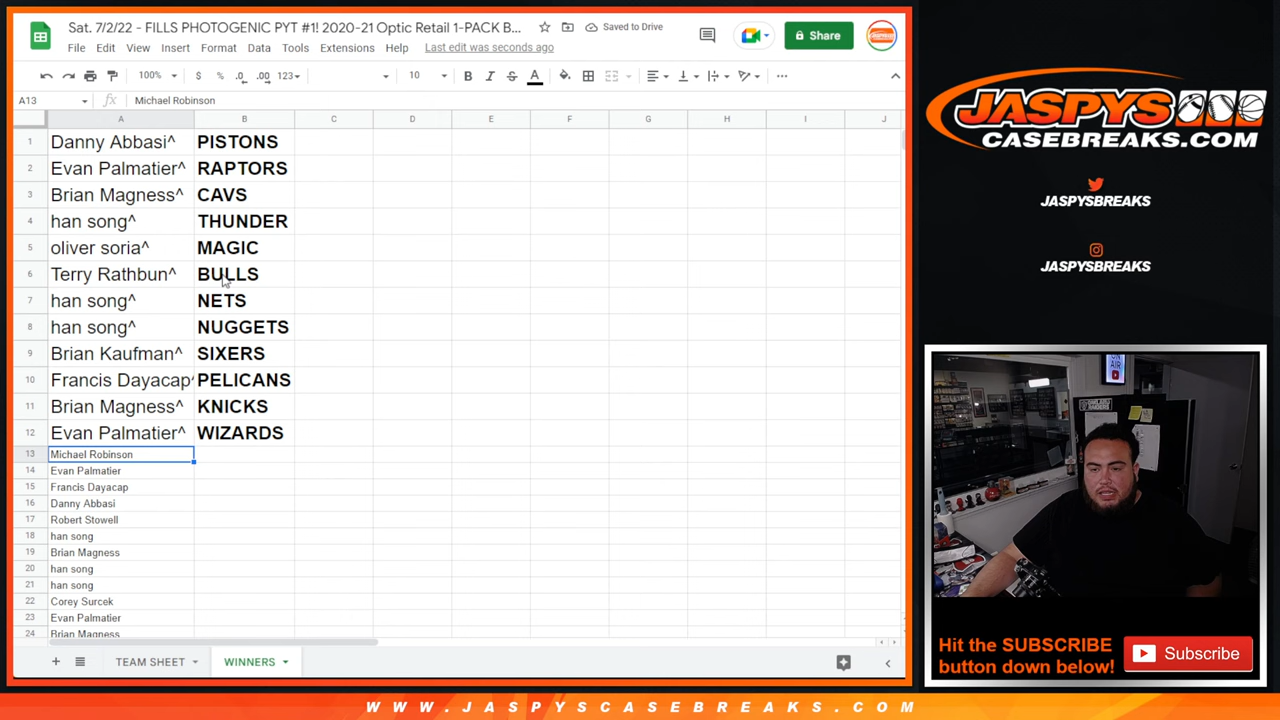 Sat. 7/2/22 - FILLS PHOTOGENIC PYT #1! 2020-21 Optic Retail 1-PACK B...
Saved to Drive
Share
File Edit View Insert Format Data Tools Extensions Help Last edit was seconds ago
100% $ % .0 .00 123 10 B I S A
A13 fx Michael Robinson
A B C D E F G H I J
1 Danny Abbasi^ PISTONS
2 Evan Palmatier^ RAPTORS
3 Brian Magness^ CAVS
4 han song^ THUNDER
5 oliver soria^ MAGIC
6 Terry Rathbun^ BULLS
7 han song^ NETS
8 han song^ NUGGETS
9 Brian Kaufman^ SIXERS
10 Francis Dayacap^ PELICANS
11 Brian Magness^ KNICKS
12 Evan Palmatier^ WIZARDS
13 Michael Robinson
14 Evan Palmatier
15 Francis Dayacap
16 Danny Abbasi
17 Robert Stowell
18 han song
19 Brian Magness
20 han song
21 han song
22 Corey Surcek
23 Evan Palmatier
24 Brian Magness
TEAM SHEET WINNERS
JASPYS
CASEBREAKS.COM
JASPYSBREAKS
JASPYSBREAKS
ON AIR
Hit the SUBSCRIBE
button down below!
Subscribe
WWW.JASPYSCASEBREAKS.COM